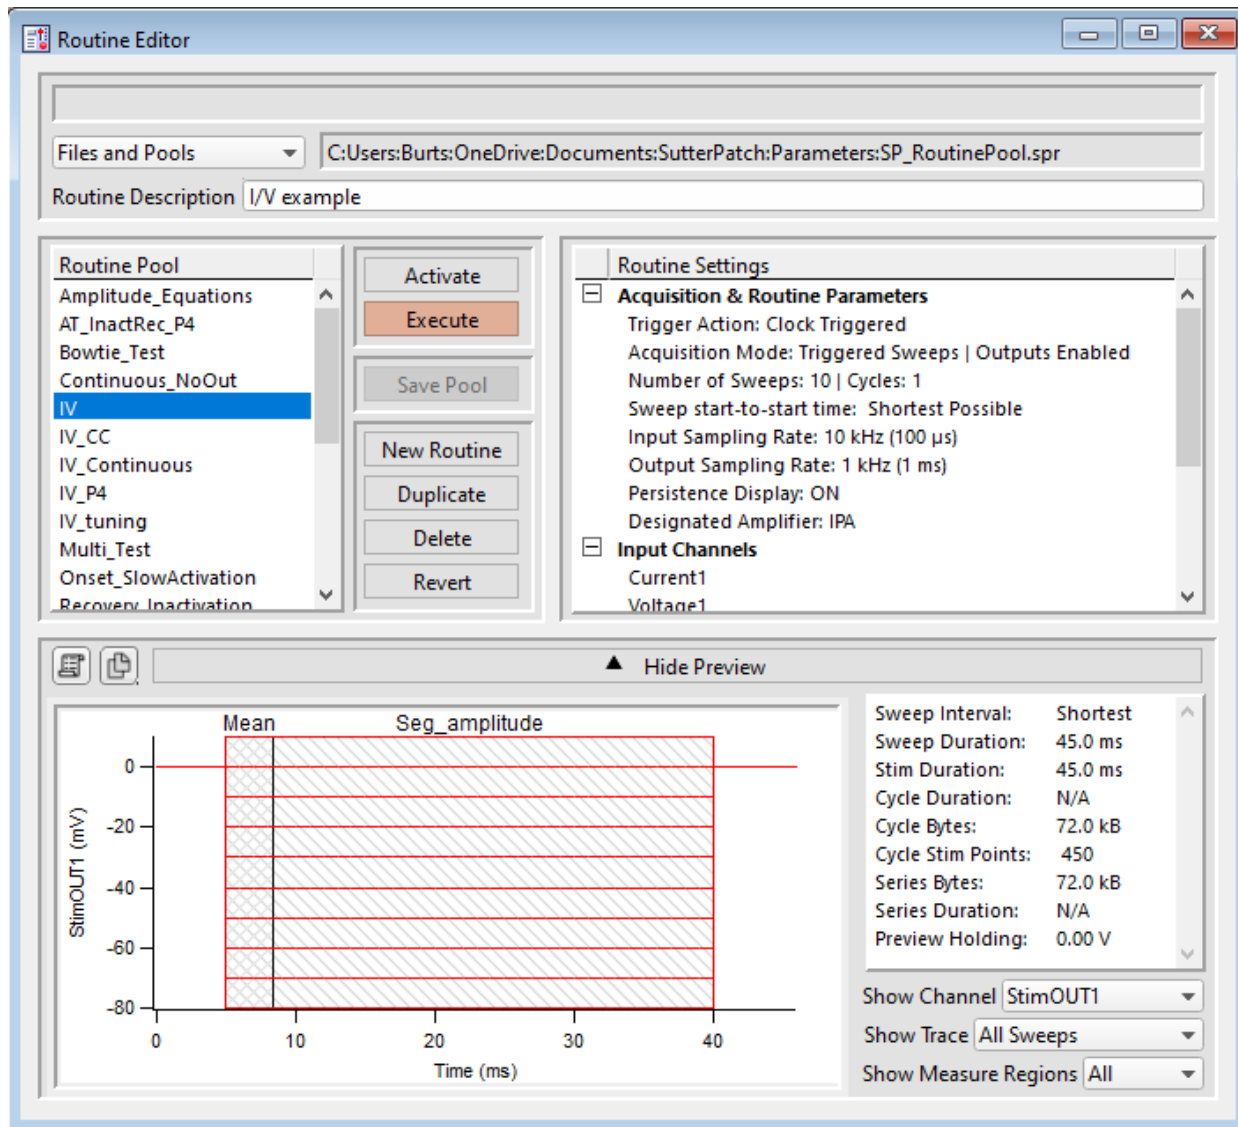 Routine Editor
Files and Pools
C:Users:Burts:OneDrive:Documents:SutterPatch:Parameters:SP_RoutinePool.spr
Routine Description I/V example
Routine Pool
Amplitude_Equations
AT_InactRec_P4
Bowtie_Test
Continuous_NoOut
IV
IV_CC
IV_Continuous
IV_P4
IV_tuning
Multi_Test
Onset_SlowActivation
Recovery_Inactivation
Activate
Execute
Save Pool
New Routine
Duplicate
Delete
Revert
Routine Settings
Acquisition & Routine Parameters
Trigger Action: Clock Triggered
Acquisition Mode: Triggered Sweeps | Outputs Enabled
Number of Sweeps: 10 | Cycles: 1
Sweep start-to-start time: Shortest Possible
Input Sampling Rate: 10 kHz (100 µs)
Output Sampling Rate: 1 kHz (1 ms)
Persistence Display: ON
Designated Amplifier: IPA
Input Channels
Current1
Voltage1
Hide Preview
Mean Seg_amplitude
0
-20
-40
-60
-80
StimOUT1 (mV)
0 10 20 30 40
Time (ms)
Sweep Interval: Shortest
Sweep Duration: 45.0 ms
Stim Duration: 45.0 ms
Cycle Duration: N/A
Cycle Bytes: 72.0 kB
Cycle Stim Points: 450
Series Bytes: 72.0 kB
Series Duration: N/A
Preview Holding: 0.00 V
Show Channel StimOUT1
Show Trace All Sweeps
Show Measure Regions All